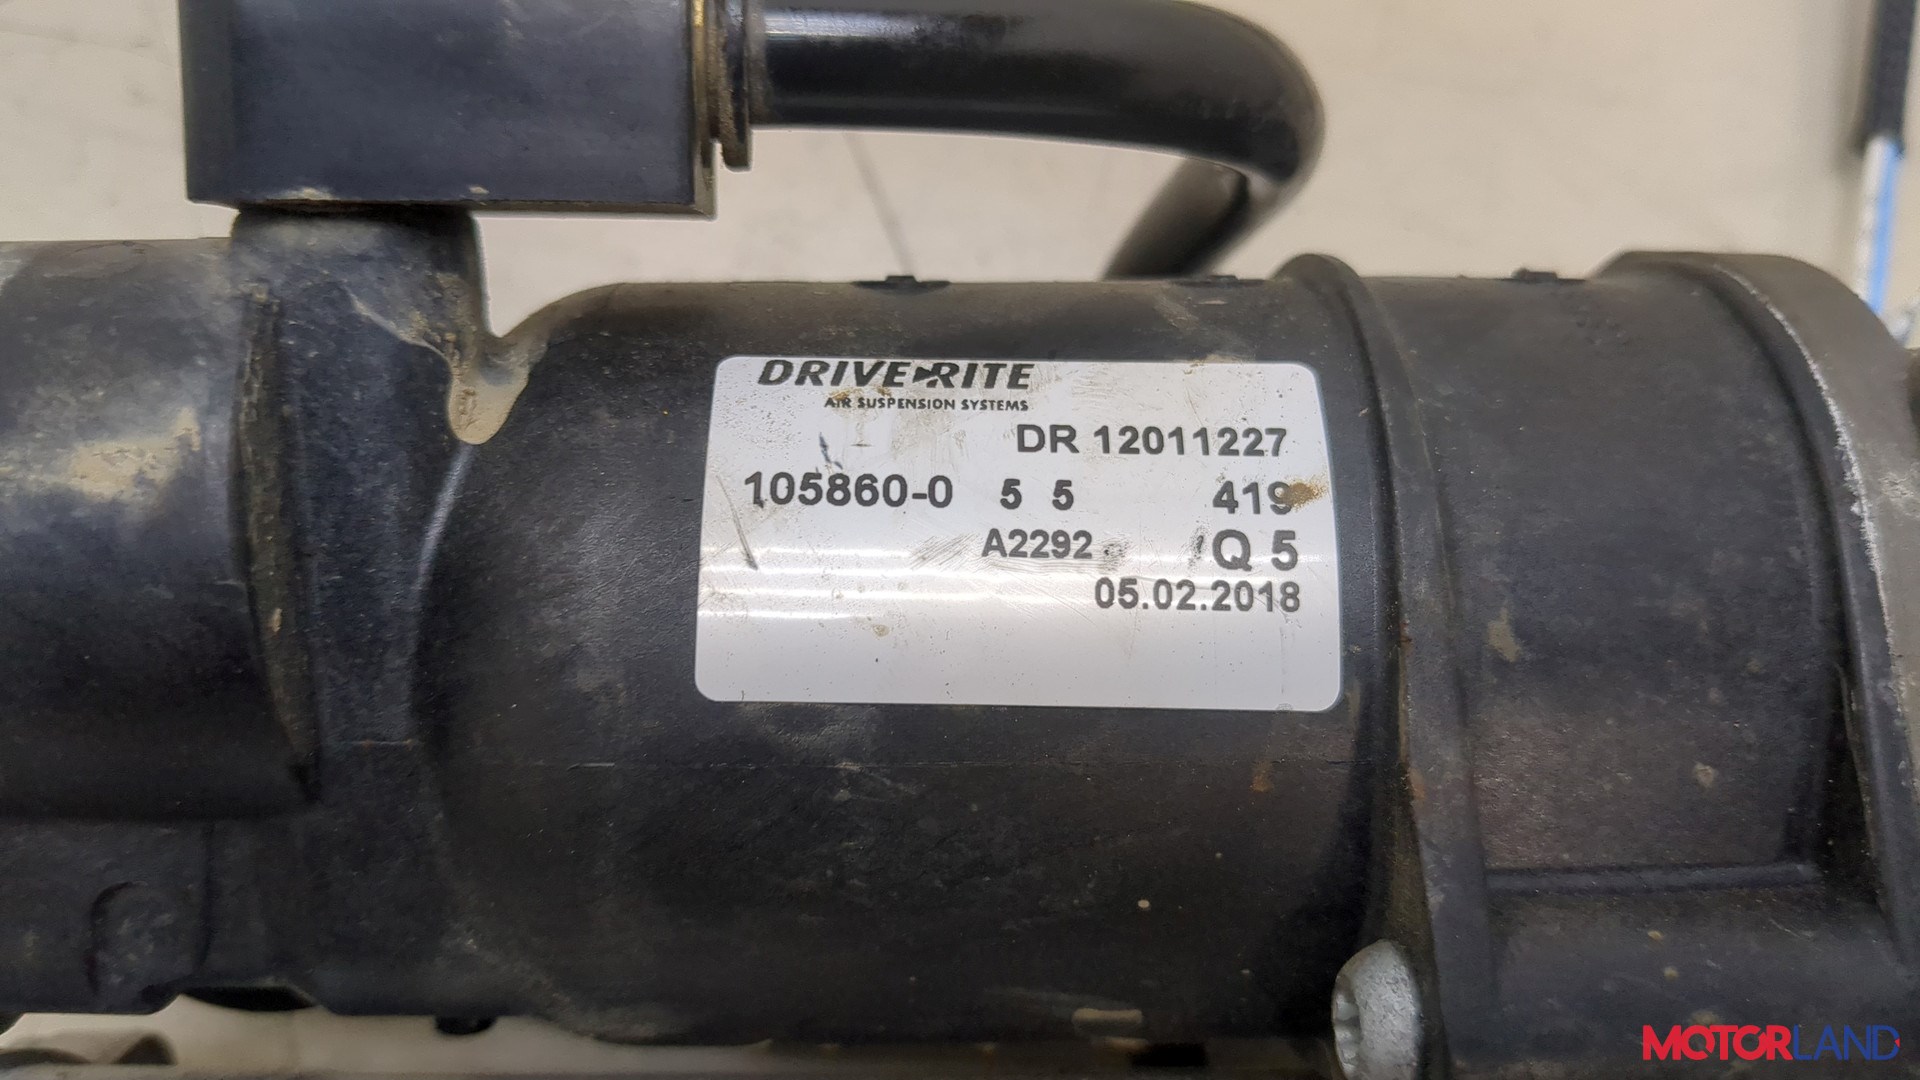 DRIVE-RITE
AIR SUSPENSION SYSTEMS
DR 12011227
105860-0 5 5 419
A2292 Q 5
05.02.2018
MOTORLAND